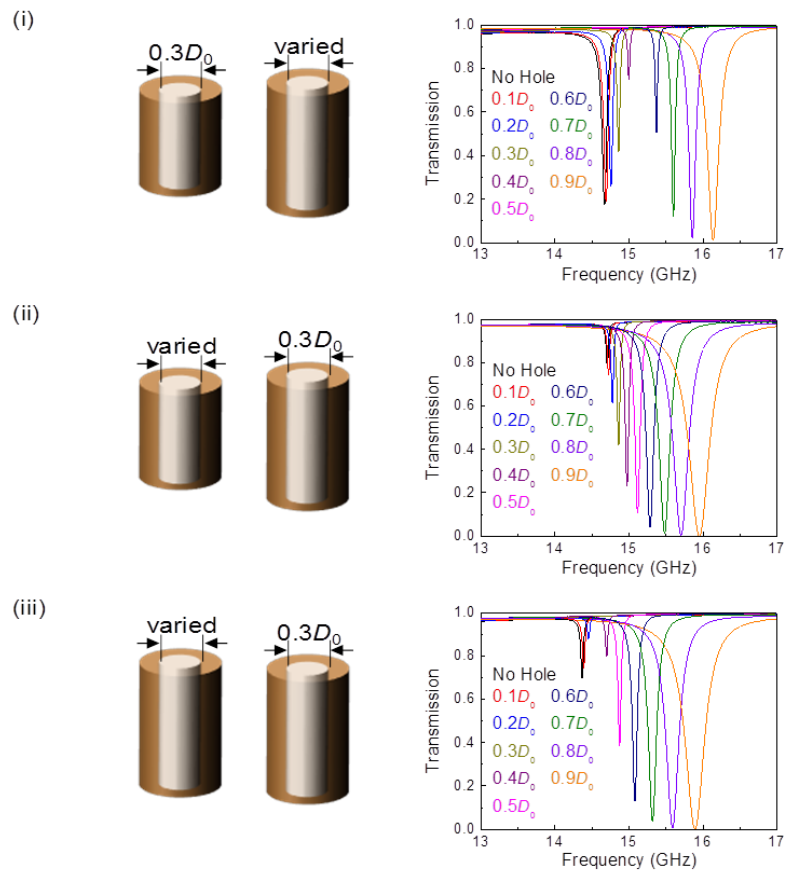 (i)
0.3D₀ varied
1.0
0.8
0.6
0.4
0.2
0.0
Transmission
No Hole
0.1D₀ 0.6D₀
0.2D₀ 0.7D₀
0.3D₀ 0.8D₀
0.4D₀ 0.9D₀
0.5D₀
13 14 15 16 17
Frequency (GHz)
(ii)
varied 0.3D₀
1.0
0.8
0.6
0.4
0.2
0.0
Transmission
No Hole
0.1D₀ 0.6D₀
0.2D₀ 0.7D₀
0.3D₀ 0.8D₀
0.4D₀ 0.9D₀
0.5D₀
13 14 15 16 17
Frequency (GHz)
(iii)
varied 0.3D₀
1.0
0.8
0.6
0.4
0.2
0.0
Transmission
No Hole
0.1D₀ 0.6D₀
0.2D₀ 0.7D₀
0.3D₀ 0.8D₀
0.4D₀ 0.9D₀
0.5D₀
13 14 15 16 17
Frequency (GHz)